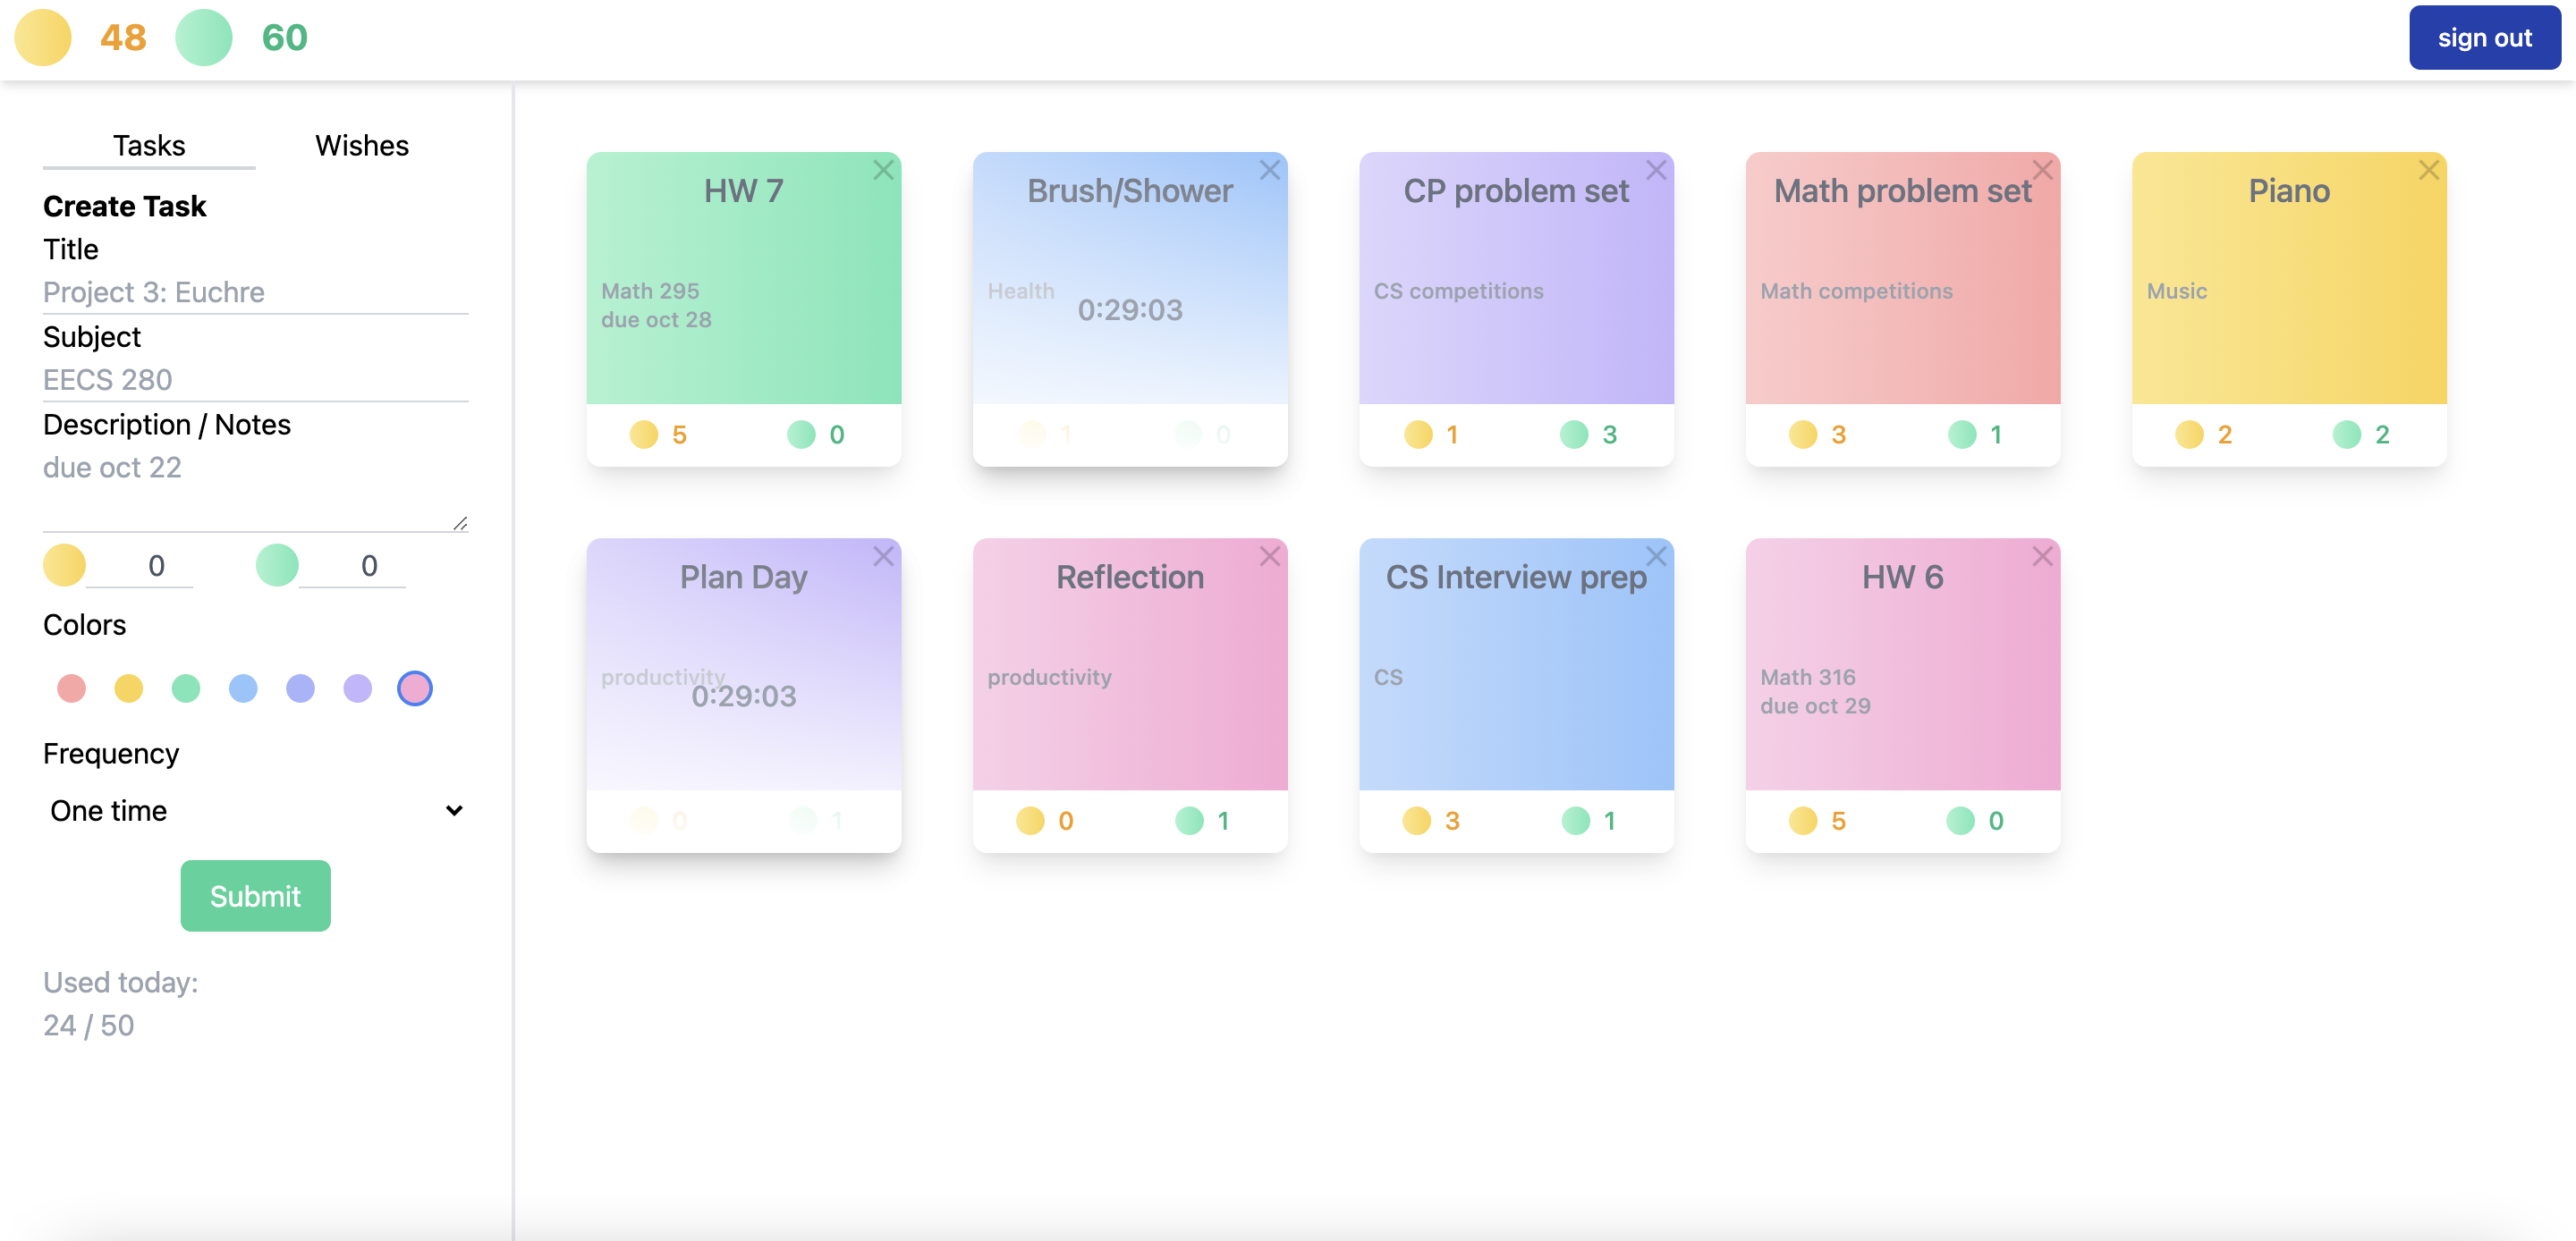 48 60 sign out
Tasks Wishes
Create Task
Title
Project 3: Euchre
Subject
EECS 280
Description / Notes
due oct 22
0 0
Colors
Frequency
One time
Submit
Used today:
24 / 50
HW 7
Math 295
due oct 28
5 0
Brush/Shower
Health
0:29:03
1 0
CP problem set
CS competitions
1 3
Math problem set
Math competitions
3 1
Piano
Music
2 2
Plan Day
productivity
0:29:03
0 1
Reflection
productivity
0 1
CS Interview prep
CS
3 1
HW 6
Math 316
due oct 29
5 0